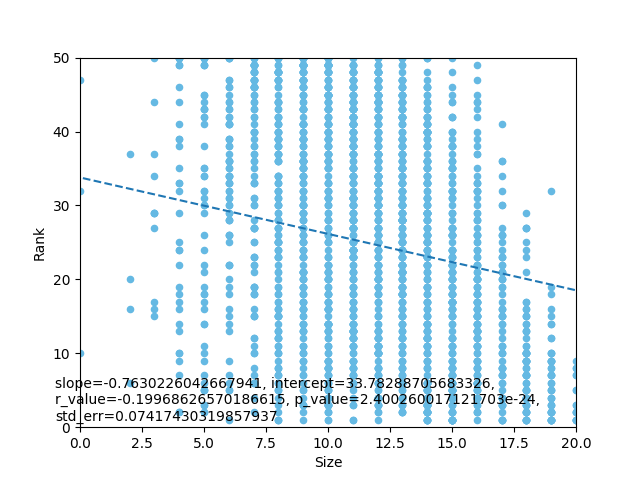 50
40
Rank
30
20
10
slope=-0.7630226042667941, intercept=33.78288705683326,
r_value=-0.19968626570186615, p_value=2.400260017121703e-24,
std_err=0.07417430319857937
0
0.0 2.5 5.0 7.5 10.0 12.5 15.0 17.5 20.0
Size